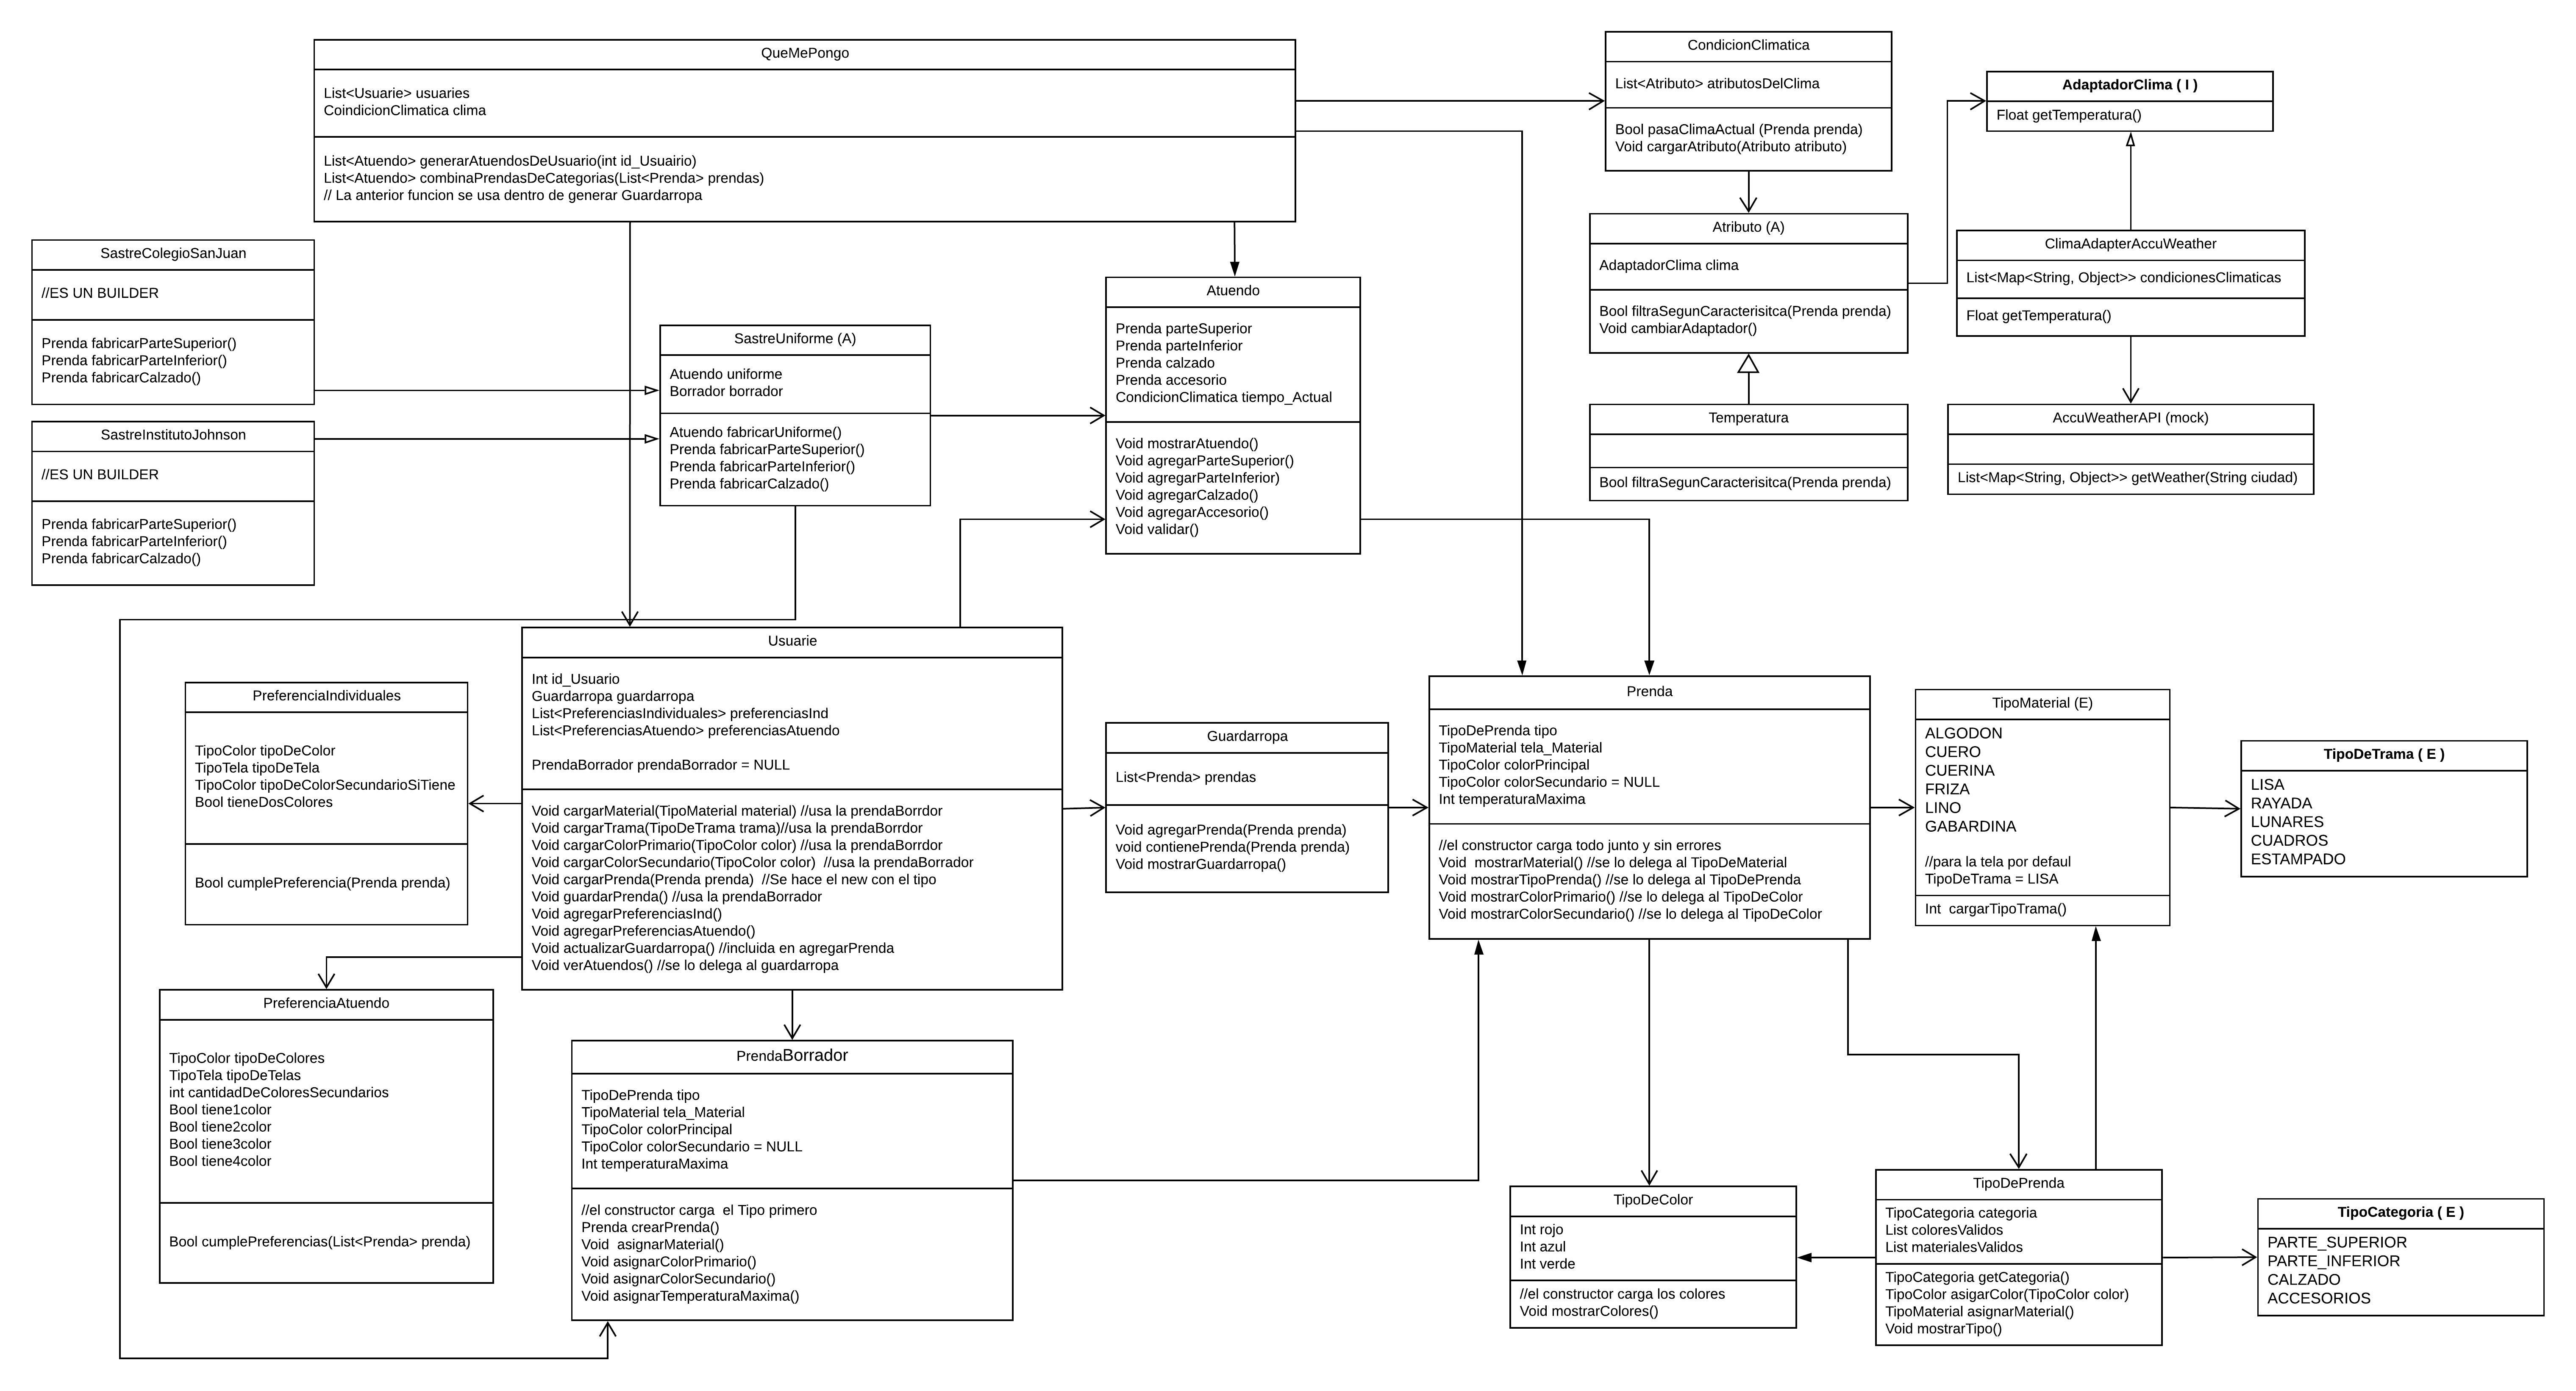 QueMePongo
List<Usuarie> usuaries
CoindicionClimatica clima
List<Atuendo> generarAtuendosDeUsuario(int id_Usuairio)
List<Atuendo> combinaPrendasDeCategorias(List<Prenda> prendas)
// La anterior funcion se usa dentro de generar Guardarropa
CondicionClimatica
List<Atributo> atributosDelClima
Bool pasaClimaActual (Prenda prenda)
Void cargarAtributo(Atributo atributo)
AdaptadorClima ( I )
Float getTemperatura()
SastreColegioSanJuan
//ES UN BUILDER
Prenda fabricarParteSuperior()
Prenda fabricarParteInferior()
Prenda fabricarCalzado()
SastreInstitutoJohnson
//ES UN BUILDER
Prenda fabricarParteSuperior()
Prenda fabricarParteInferior()
Prenda fabricarCalzado()
SastreUniforme (A)
Atuendo uniforme
Borrador borrador
Atuendo fabricarUniforme()
Prenda fabricarParteSuperior()
Prenda fabricarParteInferior()
Prenda fabricarCalzado()
Atuendo
Prenda parteSuperior
Prenda parteInferior
Prenda calzado
Prenda accesorio
CondicionClimatica tiempo_Actual
Void mostrarAtuendo()
Void agregarParteSuperior()
Void agregarParteInferior)
Void agregarCalzado()
Void agregarAccesorio()
Void validar()
Atributo (A)
AdaptadorClima clima
Bool filtraSegunCaracterisitca(Prenda prenda)
Void cambiarAdaptador()
ClimaAdapterAccuWeather
List<Map<String, Object>> condicionesClimaticas
Float getTemperatura()
Temperatura
Bool filtraSegunCaracterisitca(Prenda prenda)
AccuWeatherAPI (mock)
List<Map<String, Object>> getWeather(String ciudad)
Usuarie
Int id_Usuario
Guardarropa guardarropa
List<PreferenciasIndividuales> preferenciasInd
List<PreferenciasAtuendo> preferenciasAtuendo
PrendaBorrador prendaBorrador = NULL
Void cargarMaterial(TipoMaterial material) //usa la prendaBorrdor
Void cargarTrama(TipoDeTrama trama)//usa la prendaBorrdor
Void cargarColorPrimario(TipoColor color) //usa la prendaBorrdor
Void cargarColorSecundario(TipoColor color)  //usa la prendaBorrador
Void cargarPrenda(Prenda prenda)  //Se hace el new con el tipo
Void guardarPrenda() //usa la prendaBorrador
Void agregarPreferenciasInd()
Void agregarPreferenciasAtuendo()
Void actualizarGuardarropa() //incluida en agregarPrenda
Void verAtuendos() //se lo delega al guardarropa
PreferenciaIndividuales
TipoColor tipoDeColor
TipoTela tipoDeTela
TipoColor tipoDeColorSecundarioSiTiene
Bool tieneDosColores
Bool cumplePreferencia(Prenda prenda)
Guardarropa
List<Prenda> prendas
Void agregarPrenda(Prenda prenda)
void contienePrenda(Prenda prenda)
Void mostrarGuardarropa()
Prenda
TipoDePrenda tipo
TipoMaterial tela_Material
TipoColor colorPrincipal
TipoColor colorSecundario = NULL
Int temperaturaMaxima
//el constructor carga todo junto y sin errores
Void  mostrarMaterial() //se lo delega al TipoDeMaterial
Void mostrarTipoPrenda() //se lo delega al TipoDePrenda
Void mostrarColorPrimario() //se lo delega al TipoDeColor
Void mostrarColorSecundario() //se lo delega al TipoDeColor
TipoMaterial (E)
ALGODON
CUERO
CUERINA
FRIZA
LINO
GABARDINA
//para la tela por defaul
TipoDeTrama = LISA
Int  cargarTipoTrama()
TipoDeTrama ( E )
LISA
RAYADA
LUNARES
CUADROS
ESTAMPADO
PreferenciaAtuendo
TipoColor tipoDeColores
TipoTela tipoDeTelas
int cantidadDeColoresSecundarios
Bool tiene1color
Bool tiene2color
Bool tiene3color
Bool tiene4color
Bool cumplePreferencias(List<Prenda> prenda)
PrendaBorrador
TipoDePrenda tipo
TipoMaterial tela_Material
TipoColor colorPrincipal
TipoColor colorSecundario = NULL
Int temperaturaMaxima
//el constructor carga  el Tipo primero
Prenda crearPrenda()
Void  asignarMaterial()
Void asignarColorPrimario()
Void asignarColorSecundario()
Void asignarTemperaturaMaxima()
TipoDeColor
Int rojo
Int azul
Int verde
//el constructor carga los colores
Void mostrarColores()
TipoDePrenda
TipoCategoria categoria
List coloresValidos
List materialesValidos
TipoCategoria getCategoria()
TipoColor asigarColor(TipoColor color)
TipoMaterial asignarMaterial()
Void mostrarTipo()
TipoCategoria ( E )
PARTE_SUPERIOR
PARTE_INFERIOR
CALZADO
ACCESORIOS